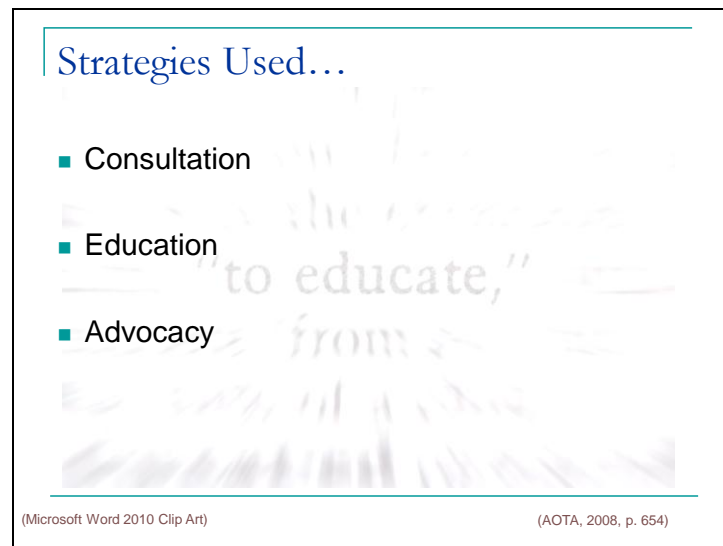 Strategies Used…
■ Consultation
■ Education
"to educate,"
■ Advocacy
from
(Microsoft Word 2010 Clip Art)
(AOTA, 2008, p. 654)